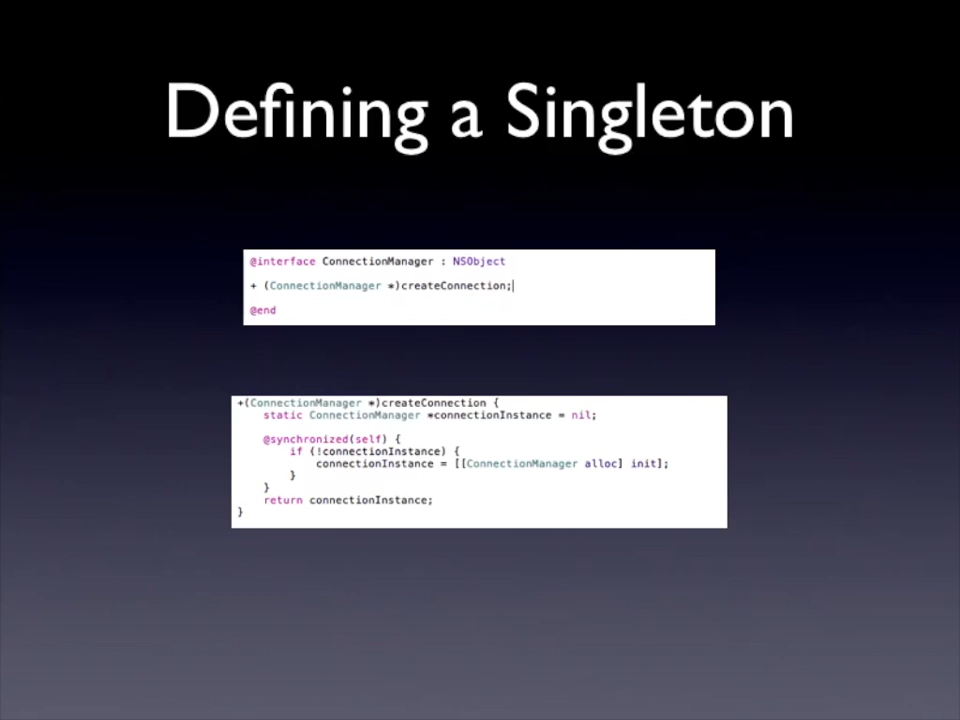 Defining a Singleton
@interface ConnectionManager : NSObject
+ (ConnectionManager *)createConnection;
@end
+(ConnectionManager *)createConnection {
    static ConnectionManager *connectionInstance = nil;
    @synchronized(self) {
        if (!connectionInstance) {
            connectionInstance = [[ConnectionManager alloc] init];
        }
    }
    return connectionInstance;
}